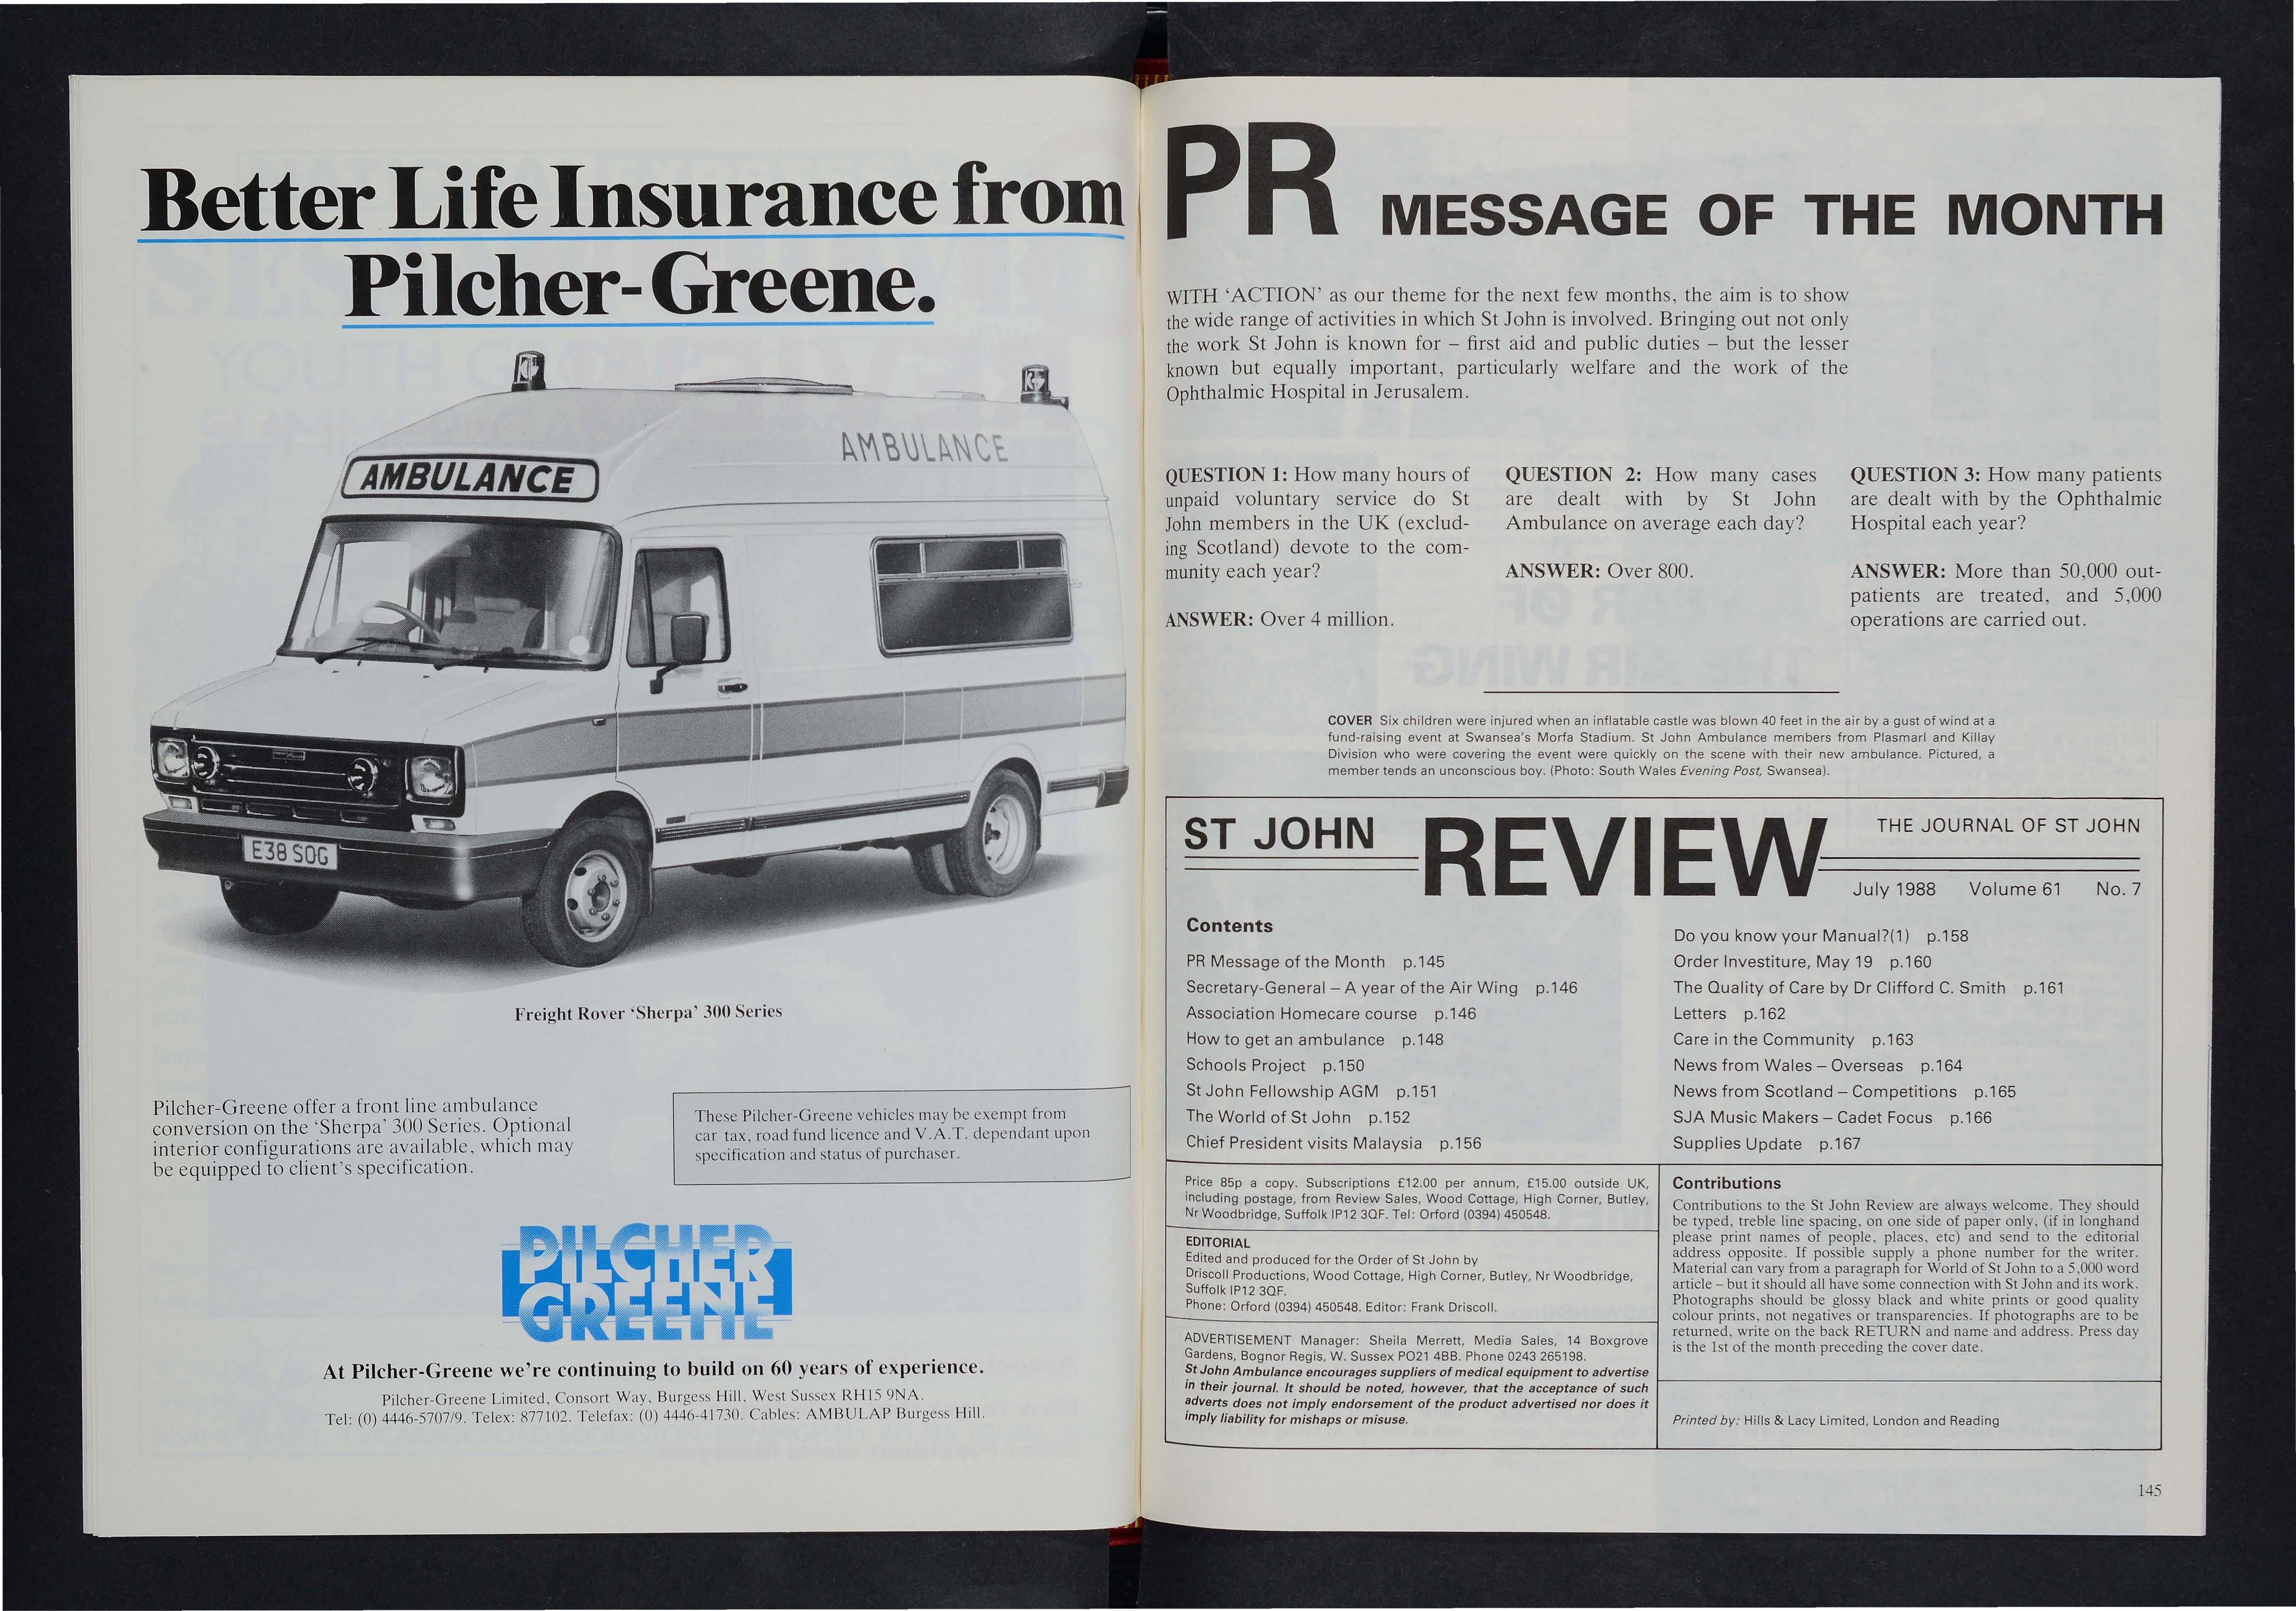 Better Life Insurance from
Pilcher-Greene.
AMBULANCE
AMBULANCE
E38 SOG
Freight Rover ‘Sherpa’ 300 Series
Pilcher-Greene offer a front line ambulance
conversion on the ‘Sherpa’ 300 Series. Optional
interior configurations are available, which may
be equipped to client’s specification.
These Pilcher-Greene vehicles may be exempt from
car tax, road fund licence and V.A.T. dependant upon
specification and status of purchaser.
PILCHER
GREENE
At Pilcher-Greene we’re continuing to build on 60 years of experience.
Pilcher-Greene Limited, Consort Way, Burgess Hill, West Sussex RH15 9NA.
Tel: (0) 4446-5707/9. Telex: 877102. Telefax: (0) 4446-41730. Cables: AMBULAP Burgess Hill.
PR MESSAGE OF THE MONTH
WITH ‘ACTION’ as our theme for the next few months, the aim is to show
the wide range of activities in which St John is involved. Bringing out not only
the work St John is known for – first aid and public duties – but the lesser
known but equally important, particularly welfare and the work of the
Ophthalmic Hospital in Jerusalem.
QUESTION 1: How many hours of
unpaid voluntary service do St
John members in the UK (exclud-
ing Scotland) devote to the com-
munity each year?
ANSWER: Over 4 million.
QUESTION 2: How many cases
are dealt with by St John
Ambulance on average each day?
ANSWER: Over 800.
QUESTION 3: How many patients
are dealt with by the Ophthalmic
Hospital each year?
ANSWER: More than 50,000 out-
patients are treated, and 5,000
operations are carried out.
COVER Six children were injured when an inflatable castle was blown 40 feet in the air by a gust of wind at a
fund-raising event at Swansea’s Morfa Stadium. St John Ambulance members from Plasmarl and Killay
Division who were covering the event were quickly on the scene with their new ambulance. Pictured, a
member tends an unconscious boy. (Photo: South Wales Evening Post, Swansea).
ST JOHN REVIEW
THE JOURNAL OF ST JOHN
July 1988 Volume 61 No. 7
Contents
PR Message of the Month p.145
Secretary-General – A year of the Air Wing p.146
Association Homecare course p.146
How to get an ambulance p.148
Schools Project p.150
St John Fellowship AGM p.151
The World of St John p.152
Chief President visits Malaysia p.156
Do you know your Manual?(1) p.158
Order Investiture, May 19 p.160
The Quality of Care by Dr Clifford C. Smith p.161
Letters p.162
Care in the Community p.163
News from Wales – Overseas p.164
News from Scotland – Competitions p.165
SJA Music Makers – Cadet Focus p.166
Supplies Update p.167
Price 85p a copy. Subscriptions £12.00 per annum, £15.00 outside UK,
including postage, from Review Sales, Wood Cottage, High Corner, Butley,
Nr Woodbridge, Suffolk IP12 3QF. Tel: Orford (0394) 450548.
EDITORIAL
Edited and produced for the Order of St John by
Driscoll Productions, Wood Cottage, High Corner, Butley, Nr Woodbridge,
Suffolk IP12 3QF.
Phone: Orford (0394) 450548. Editor: Frank Driscoll.
ADVERTISEMENT Manager: Sheila Merrett, Media Sales, 14 Boxgrove
Gardens, Bognor Regis, W. Sussex PO21 4BB. Phone 0243 265198.
St John Ambulance encourages suppliers of medical equipment to advertise
in their journal. It should be noted, however, that the acceptance of such
adverts does not imply endorsement of the product advertised nor does it
imply liability for mishaps or misuse.
Contributions
Contributions to the St John Review are always welcome. They should
be typed, treble line spacing, on one side of paper only, (if in longhand
please print names of people, places, etc) and send to the editorial
address opposite. If possible supply a phone number for the writer.
Material can vary from a paragraph for World of St John to a 5,000 word
article – but it should all have some connection with St John and its work.
Photographs should be glossy black and white prints or good quality
colour prints, not negatives or transparencies. If photographs are to be
returned, write on the back RETURN and name and address. Press day
is the 1st of the month preceding the cover date.
Printed by: Hills & Lacy Limited, London and Reading
145